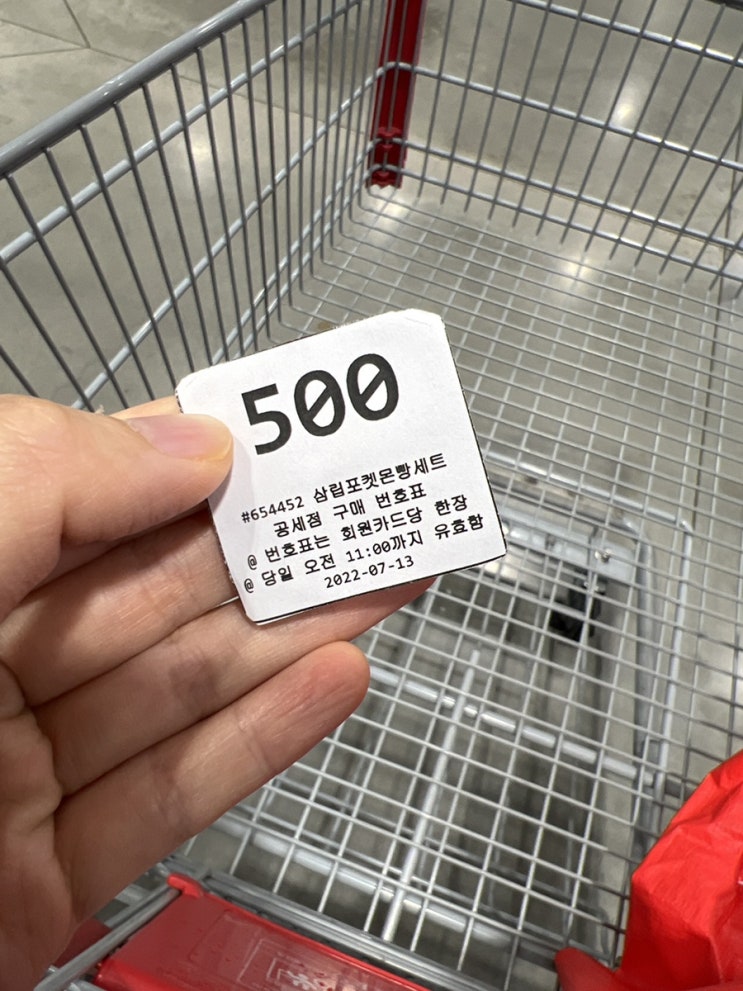 500
#654452 삼립포켓몬빵세트
공세점 구매 번호표
@ 번호표는 회원카드당 한장
@ 당일 오전 11:00까지 유효함
2022-07-13